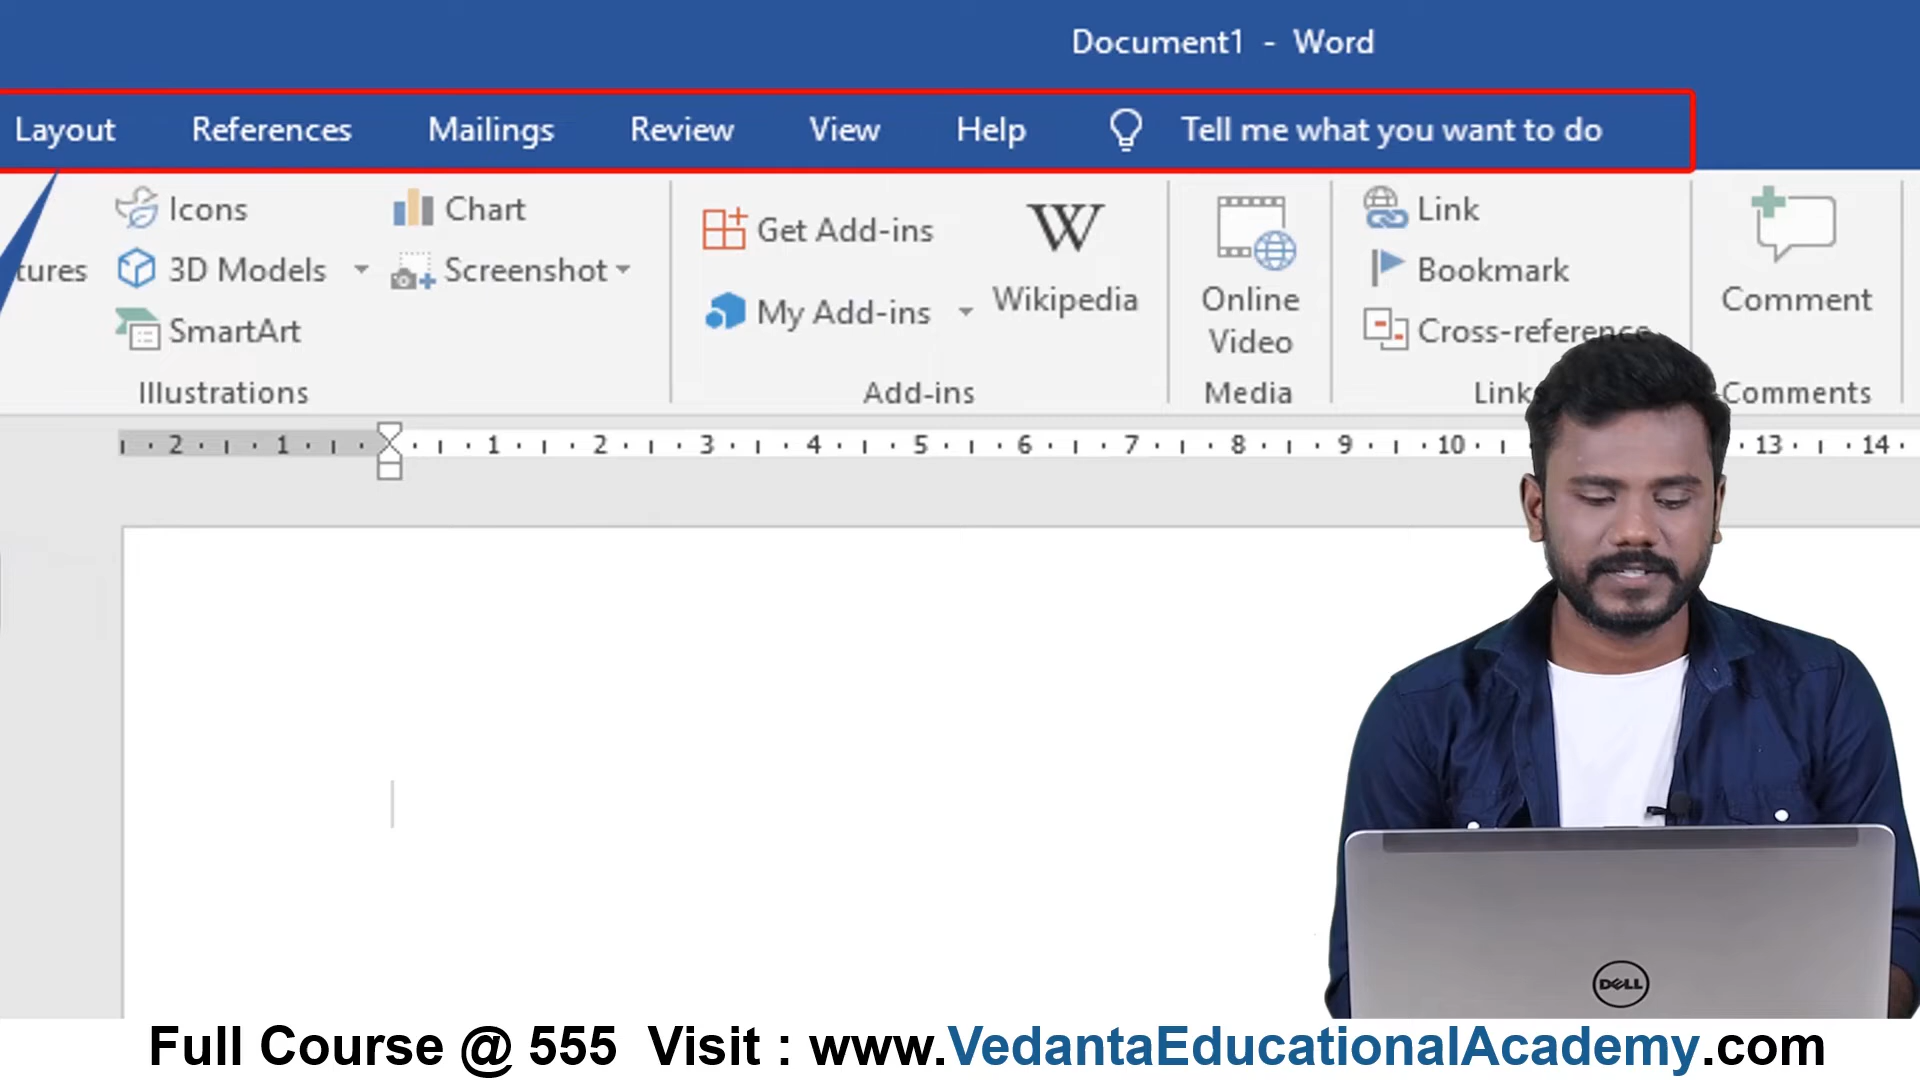 Document1 - Word
Layout References Mailings Review View Help Tell me what you want to do
Icons Chart Get Add-ins Wikipedia Online Video Link Comment
tures 3D Models Screenshot My Add-ins Bookmark
SmartArt Cross-reference
Illustrations Add-ins Media Links Comments
2 1 1 2 3 4 5 6 7 8 9 10 13 14
DELL
Full Course @ 555 Visit : www.VedantaEducationalAcademy.com